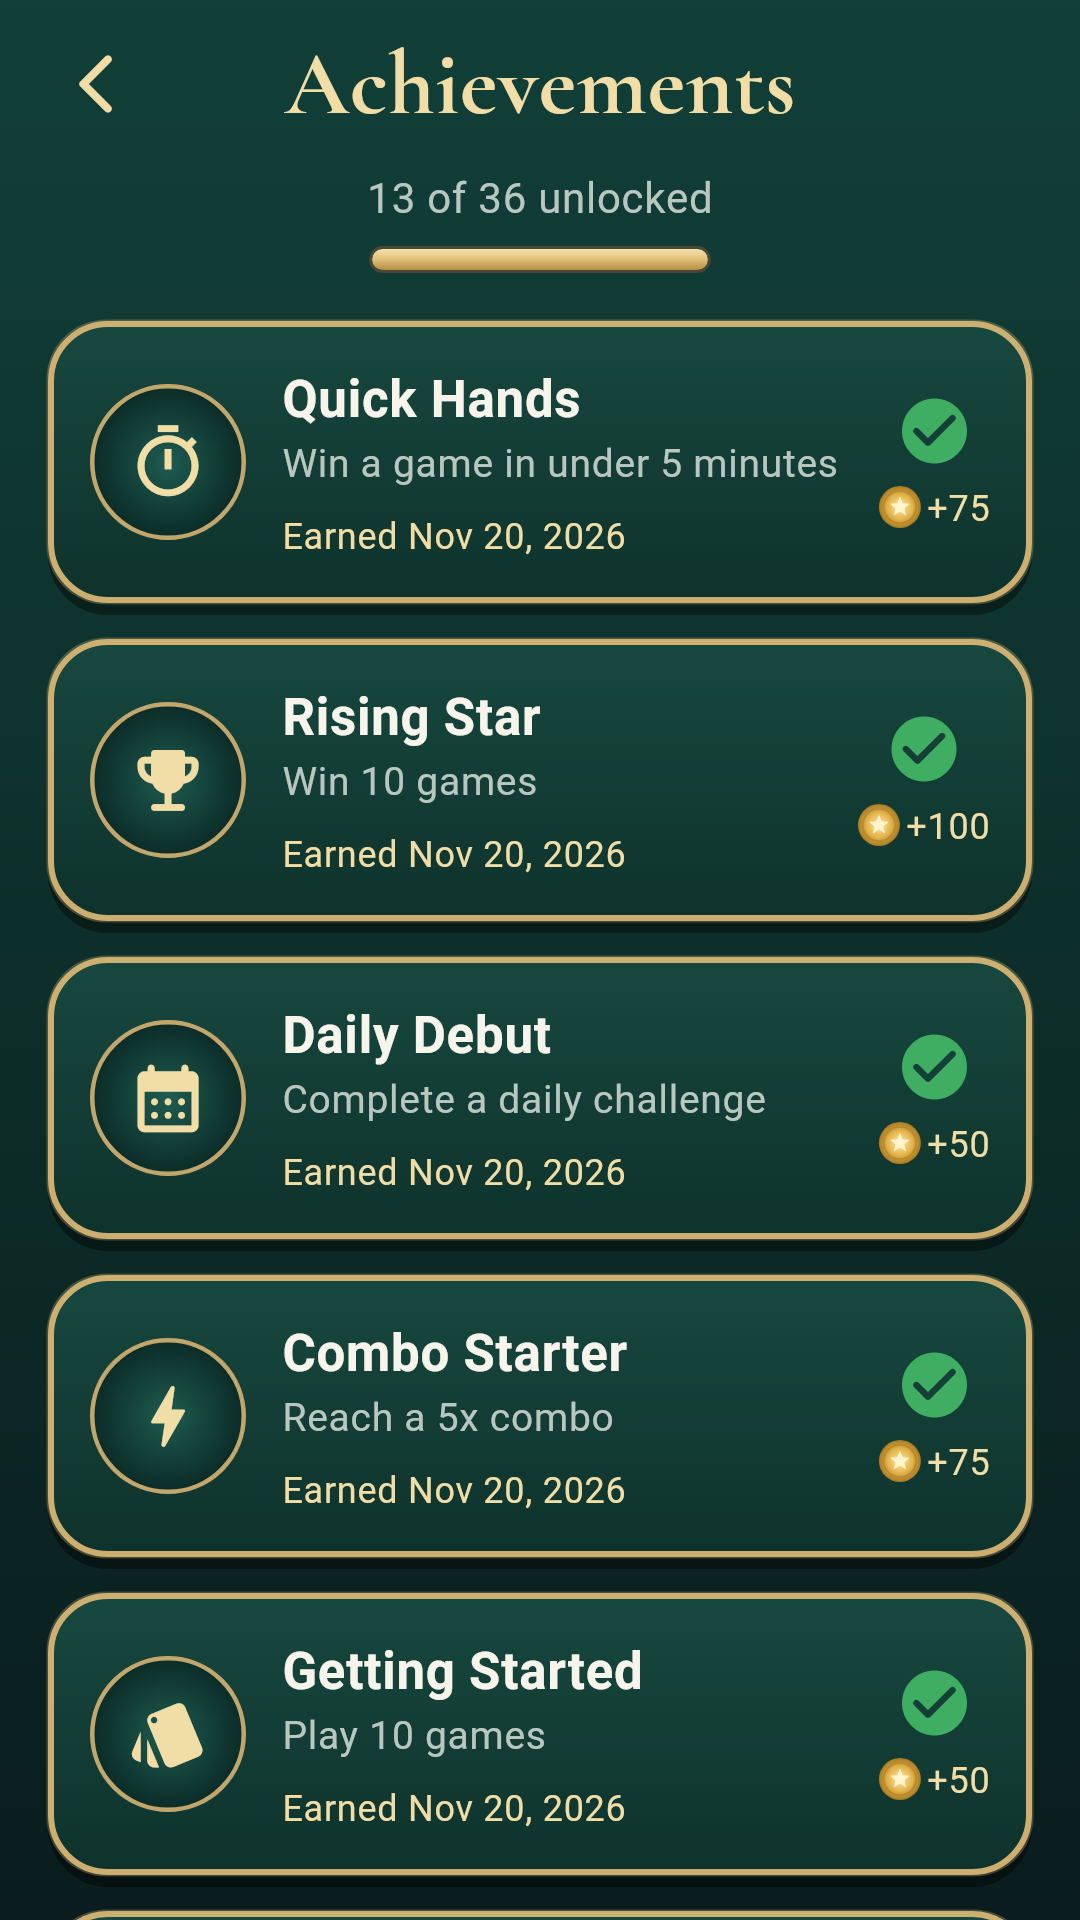 Achievements
13 of 36 unlocked
Quick Hands
Win a game in under 5 minutes
Earned Nov 20, 2026
+75
Rising Star
Win 10 games
Earned Nov 20, 2026
+100
Daily Debut
Complete a daily challenge
Earned Nov 20, 2026
+50
Combo Starter
Reach a 5x combo
Earned Nov 20, 2026
+75
Getting Started
Play 10 games
Earned Nov 20, 2026
+50